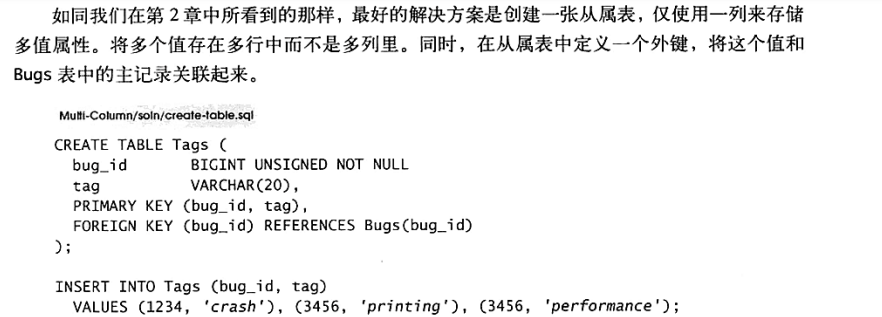 如同我们在第 2 章中所看到的那样，最好的解决方案是创建一张从属表，仅使用一列来存储
多值属性。将多个值存在多行中而不是多列里。同时，在从属表中定义一个外键，将这个值和
Bugs 表中的主记录关联起来。
Multi-Column/soln/create-table.sql
CREATE TABLE Tags (
bug_id BIGINT UNSIGNED NOT NULL
tag VARCHAR(20),
PRIMARY KEY (bug_id, tag),
FOREIGN KEY (bug_id) REFERENCES Bugs(bug_id)
);
INSERT INTO Tags (bug_id, tag)
VALUES (1234, 'crash'), (3456, 'printing'), (3456, 'performance');